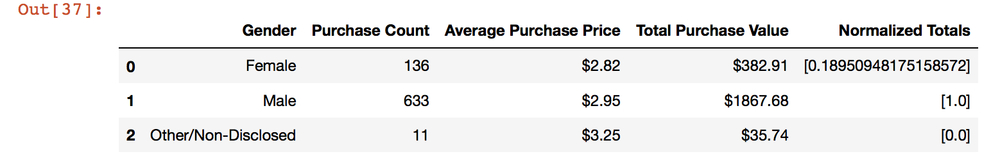 Out[37]:
Gender Purchase Count Average Purchase Price Total Purchase Value Normalized Totals
0 Female 136 $2.82 $382.91 [0.18950948175158572]
1 Male 633 $2.95 $1867.68 [1.0]
2 Other/Non-Disclosed 11 $3.25 $35.74 [0.0]